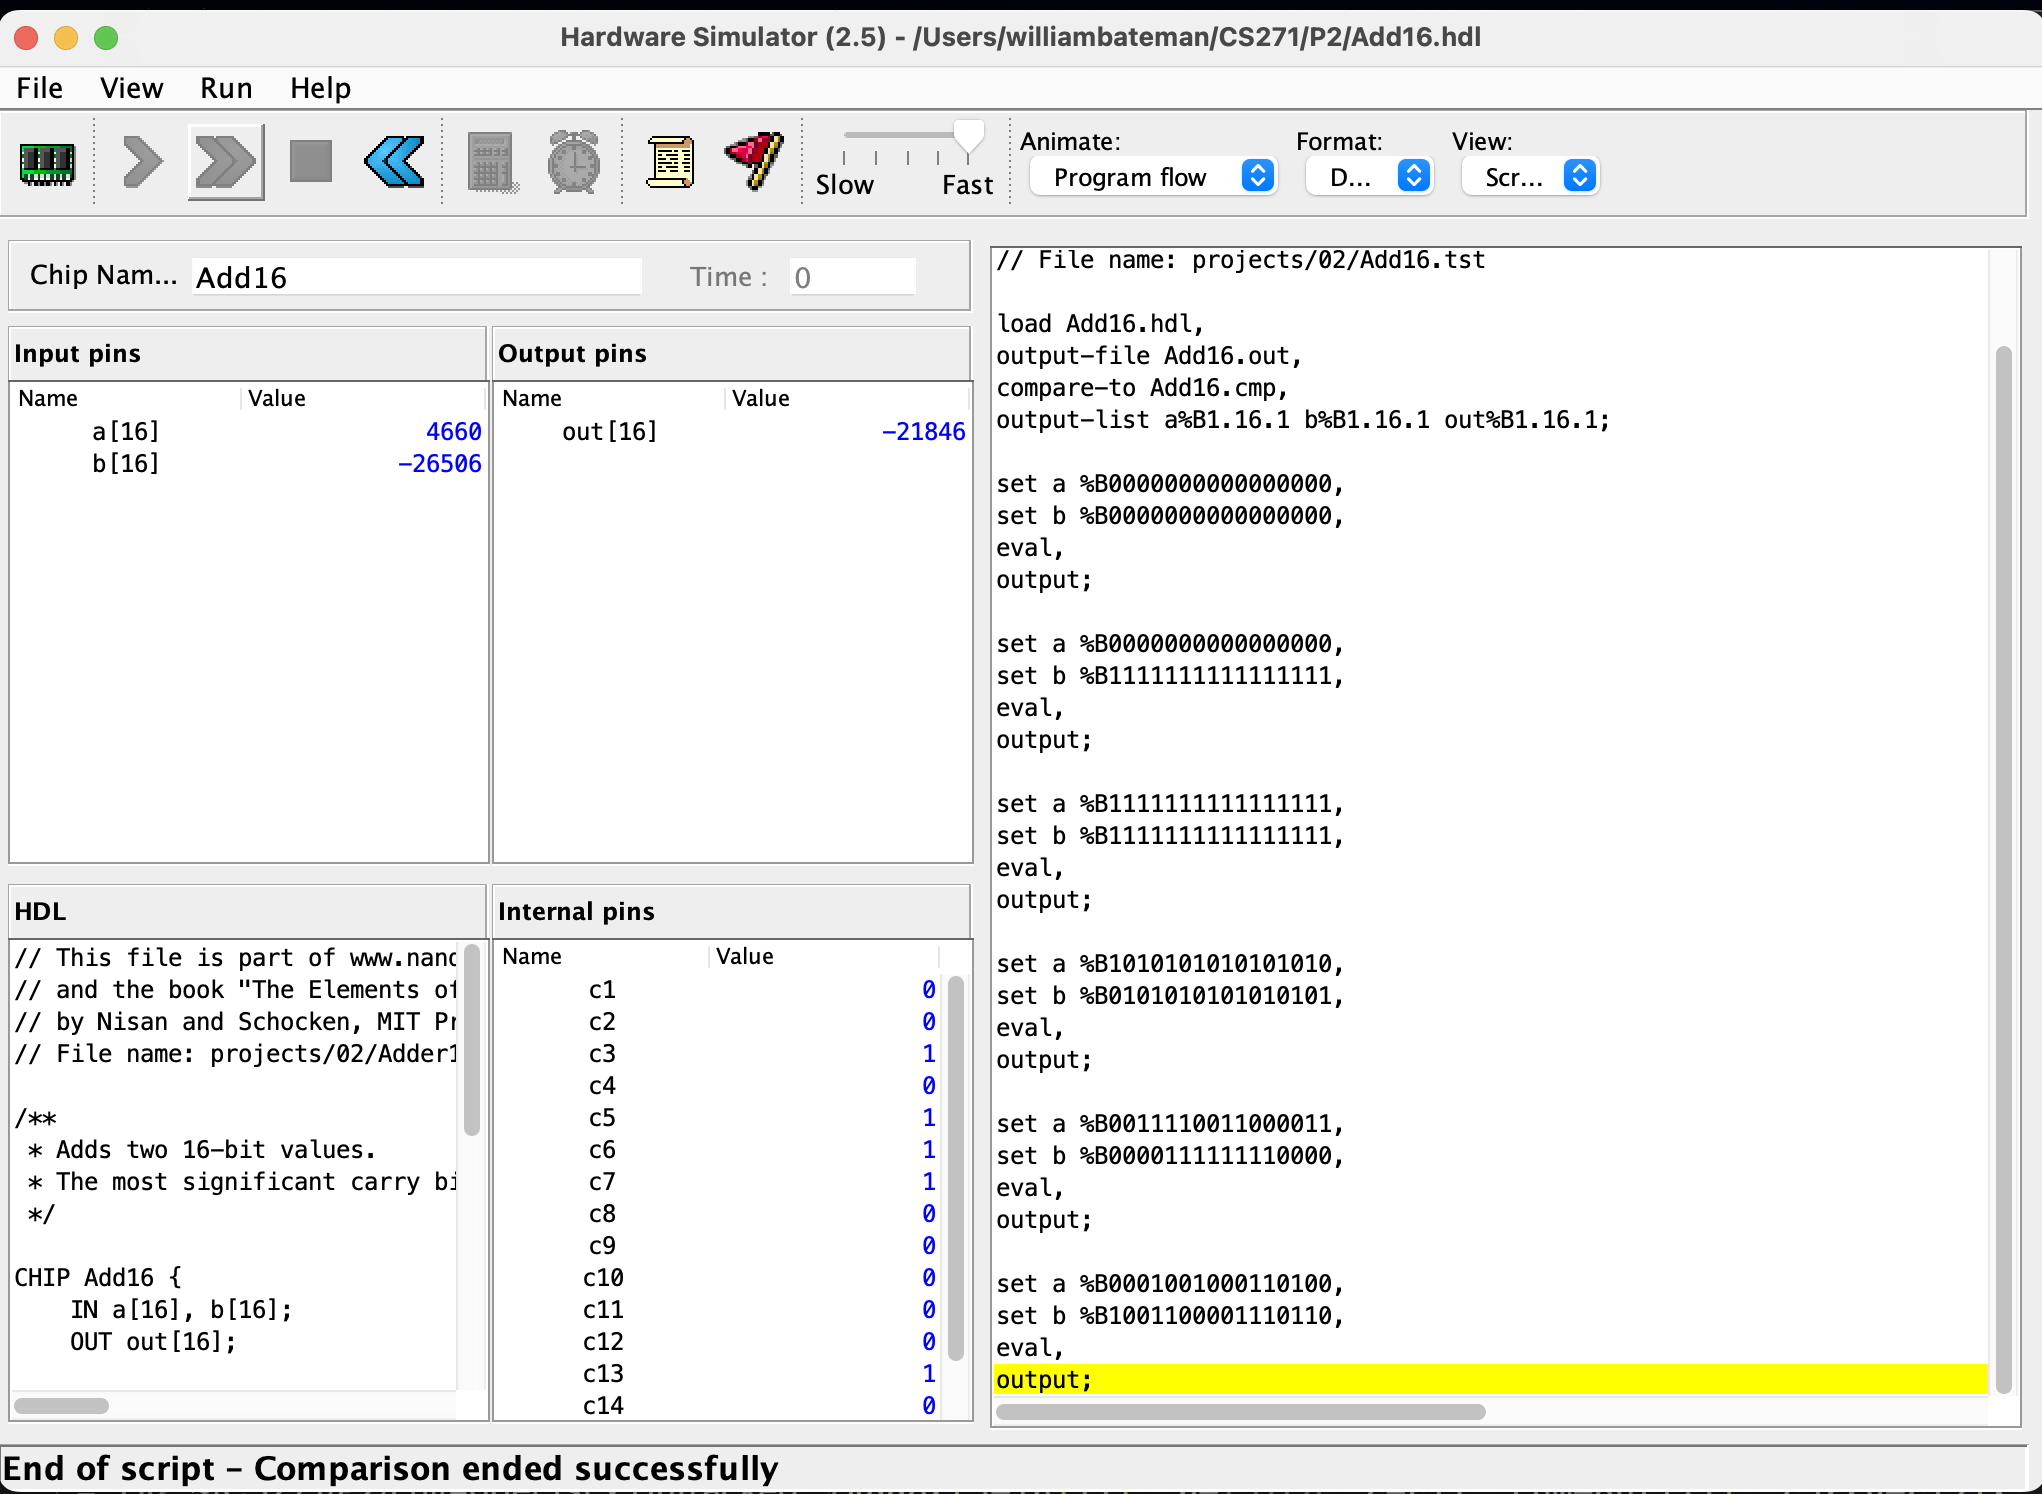 Hardware Simulator (2.5) - /Users/williambateman/CS271/P2/Add16.hdl
File View Run Help
Slow Fast
Animate: Format: View:
Program flow D... Scr...
Chip Nam... Add16 Time : 0
Input pins
Name Value
a[16] 4660
b[16] -26506
Output pins
Name Value
out[16] -21846
HDL
// This file is part of www.nand
// and the book "The Elements of
// by Nisan and Schocken, MIT Pr
// File name: projects/02/Adder1
/**
* Adds two 16-bit values.
* The most significant carry bi
*/
CHIP Add16 {
IN a[16], b[16];
OUT out[16];
Internal pins
Name Value
c1 0
c2 0
c3 1
c4 0
c5 1
c6 1
c7 1
c8 0
c9 0
c10 0
c11 0
c12 0
c13 1
c14 0
// File name: projects/02/Add16.tst
load Add16.hdl,
output-file Add16.out,
compare-to Add16.cmp,
output-list a%B1.16.1 b%B1.16.1 out%B1.16.1;
set a %B0000000000000000,
set b %B0000000000000000,
eval,
output;
set a %B0000000000000000,
set b %B1111111111111111,
eval,
output;
set a %B1111111111111111,
set b %B1111111111111111,
eval,
output;
set a %B1010101010101010,
set b %B0101010101010101,
eval,
output;
set a %B0011110011000011,
set b %B0000111111110000,
eval,
output;
set a %B0001001000110100,
set b %B1001100001110110,
eval,
output;
End of script - Comparison ended successfully